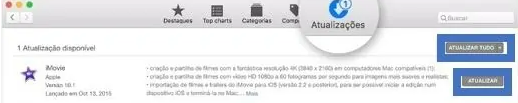 Destaques
Top charts
Categorias
Comp
Atualizações
1
Buscar
1 Atualização disponível
ATUALIZAR TUDO
iMovie
Apple
Version 10.1
Lançado em Oct 13, 2015
• criação e partilha de filmes com a fantástica resolução 4K (3840 x 2160) em computadores Mac compatíveis (1).
• criação e partilha de filmes com vídeo HD 1080p a 60 fotogramas por segundo para imagens mais suaves e realistas.
• importação de filmes e trailers do iMovie para iOS (versão 2.2 ou posterior), para ser possível iniciar a edição num
dispositivo iOS e terminá-la no Mac ... Mais
ATUALIZAR